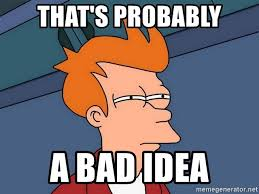 THAT'S PROBABLY
A BAD IDEA
memegenerator.net